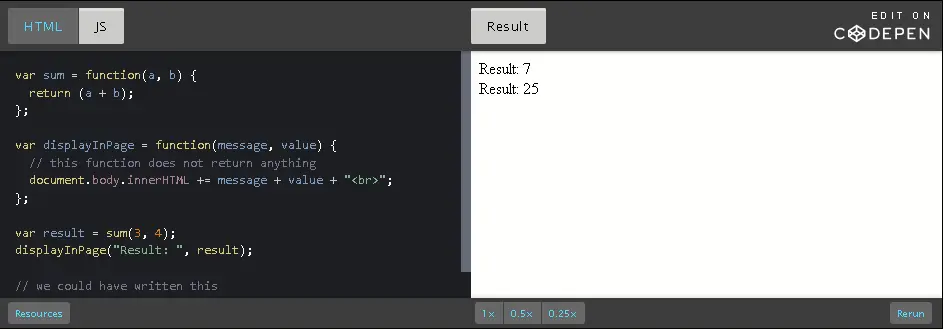 HTML JS Result EDIT ON
CODEPEN
var sum = function(a, b) {
  return (a + b);
};
var displayInPage = function(message, value) {
  // this function does not return anything
  document.body.innerHTML += message + value + "<br>";
};
var result = sum(3, 4);
displayInPage("Result: ", result);
// we could have written this
Result: 7
Result: 25
Resources 1× 0.5× 0.25× Rerun